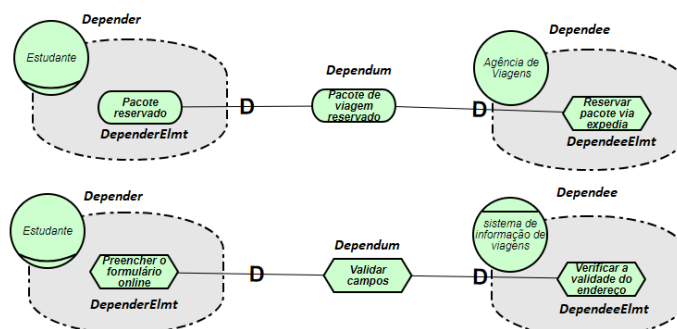 Depender
Estudante
Dependee
Agência de
Viagens
Dependum
Pacote
reservado
D
Pacote de
viagem
reservado
D
Reservar
pacote via
expedia
DependerElmt
DependeeElmt
Depender
Estudante
Dependee
sistema de
informação de
viagens
Dependum
Preencher o
formulário
online
D
Validar
campos
D
Verificar a
validade do
endereço
DependerElmt
DependeeElmt